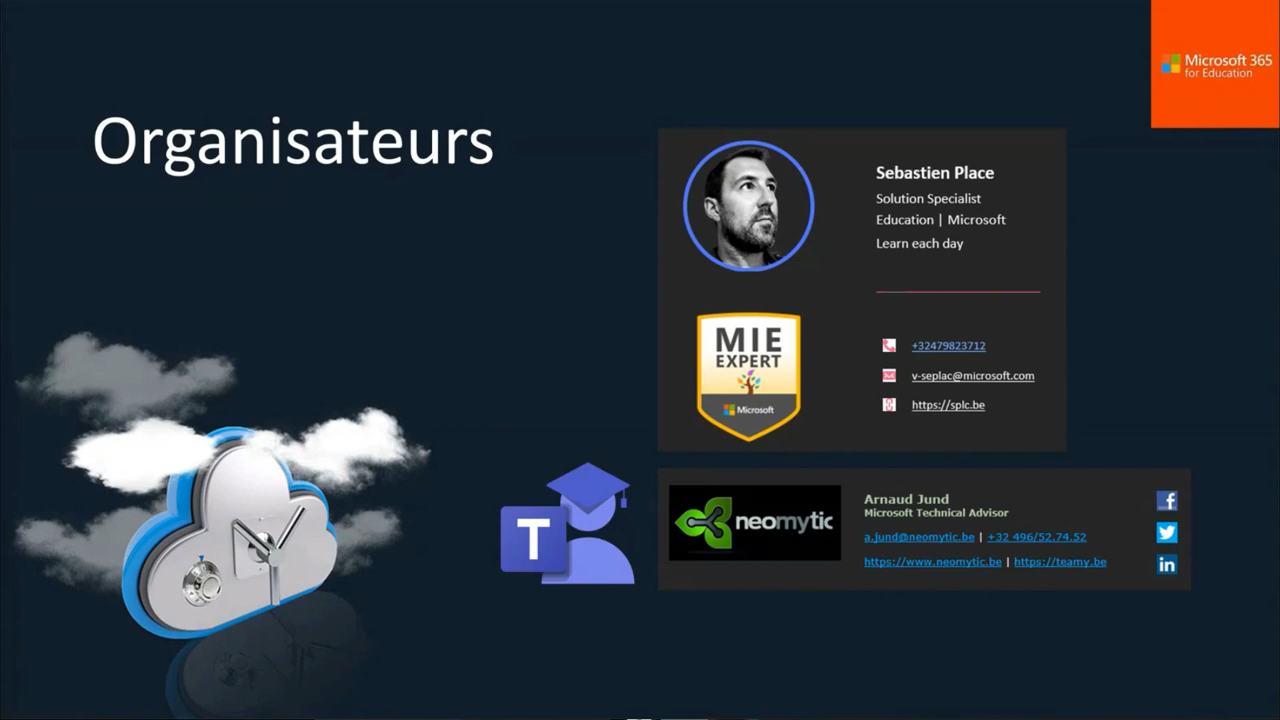 Microsoft 365
for Education
Organisateurs
Sebastien Place
Solution Specialist
Education | Microsoft
Learn each day
MIE
EXPERT
Microsoft
+32479823712
v-seplac@microsoft.com
https://splc.be
T
neomytic
Arnaud Jund
Microsoft Technical Advisor
a.jund@neomytic.be | +32 496/52.74.52
https://www.neomytic.be | https://teamy.be